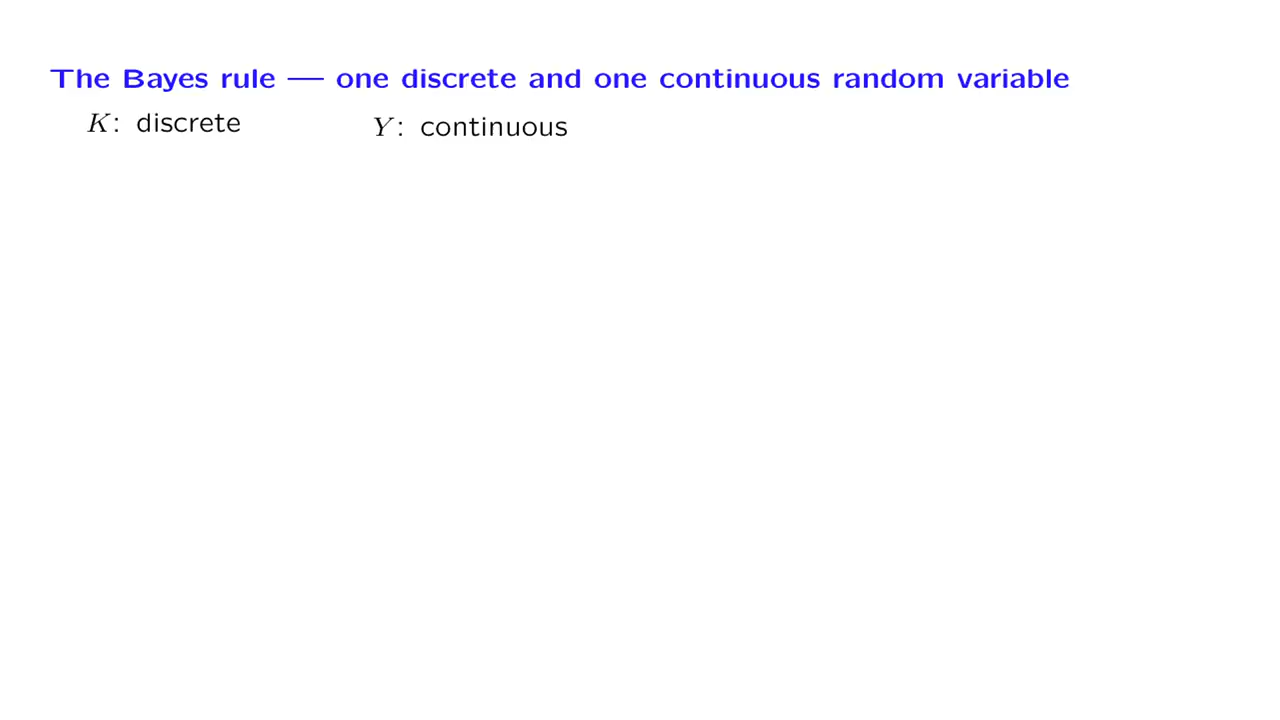 The Bayes rule — one discrete and one continuous random variable
K: discrete Y: continuous